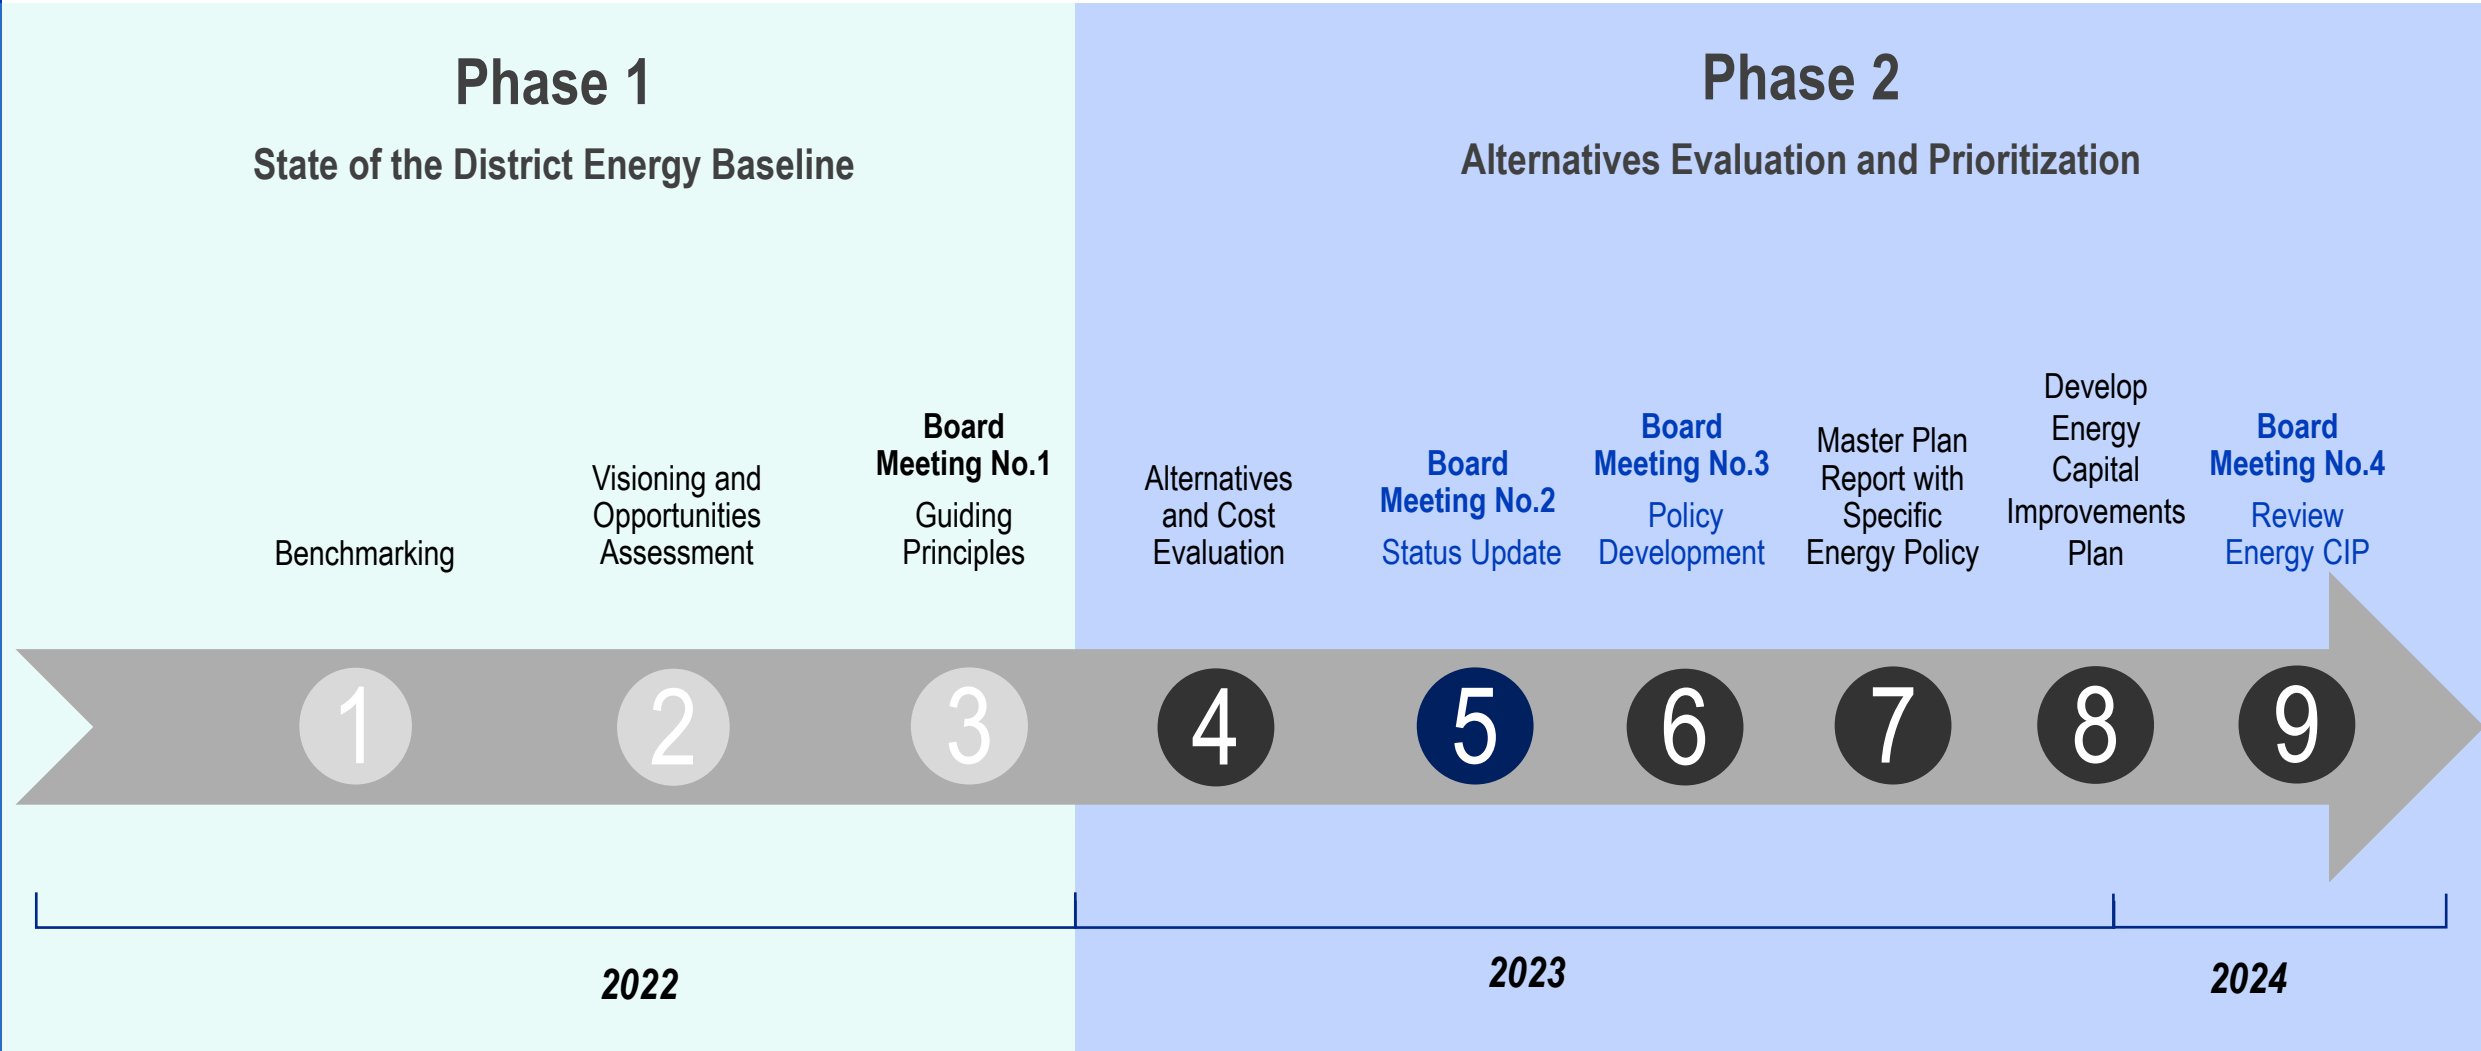 Phase 1
State of the District Energy Baseline
Phase 2
Alternatives Evaluation and Prioritization
Benchmarking
Visioning and
Opportunities
Assessment
Board
Meeting No.1
Guiding
Principles
Alternatives
and Cost
Evaluation
Board
Meeting No.2
Status Update
Board
Meeting No.3
Policy
Development
Master Plan
Report with
Specific
Energy Policy
Develop
Energy
Capital
Improvements
Plan
Board
Meeting No.4
Review
Energy CIP
1
2
3
4
5
6
7
8
9
2022
2023
2024